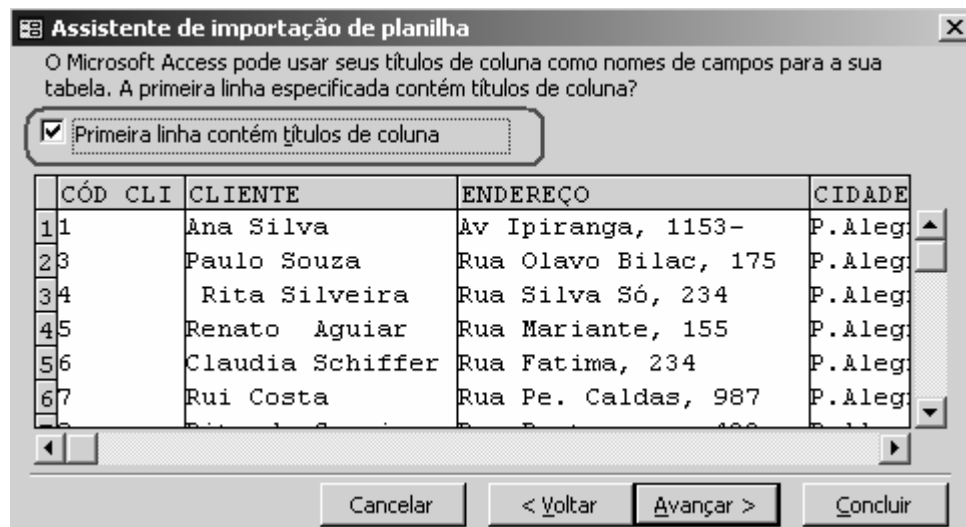 Assistente de importação de planilha
O Microsoft Access pode usar seus títulos de coluna como nomes de campos para a sua
tabela. A primeira linha especificada contém títulos de coluna?
Primeira linha contém títulos de coluna
CÓD CLI CLIENTE ENDEREÇO CIDADE
1 1 Ana Silva Av Ipiranga, 1153- P.Aleg
2 3 Paulo Souza Rua Olavo Bilac, 175 P.Aleg
3 4 Rita Silveira Rua Silva Só, 234 P.Aleg
4 5 Renato Aguiar Rua Mariante, 155 P.Aleg
5 6 Claudia Schiffer Rua Fatima, 234 P.Aleg
6 7 Rui Costa Rua Pe. Caldas, 987 P.Aleg
Cancelar < Voltar Avançar > Concluir